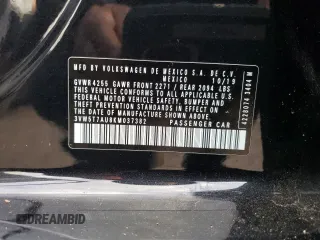 MFG. BY VOLKSWAGEN DE MEXICO S.A. DE C.V.
MEXICO 10/19
GVWR 4255 GAWR FRONT 2271 / REAR 2094 LBS
THIS VEHICLE CONFORMS TO ALL APPLICABLE U.S.
FEDERAL MOTOR VEHICLE SAFETY, BUMPER AND
THEFT PREVENTION STANDARDS IN EFFECT ON
THE DATE OF MANUFACTURE SHOWN ABOVE.
3VW5T7AU8KM037382 PASSENGER CAR
DREAMBID